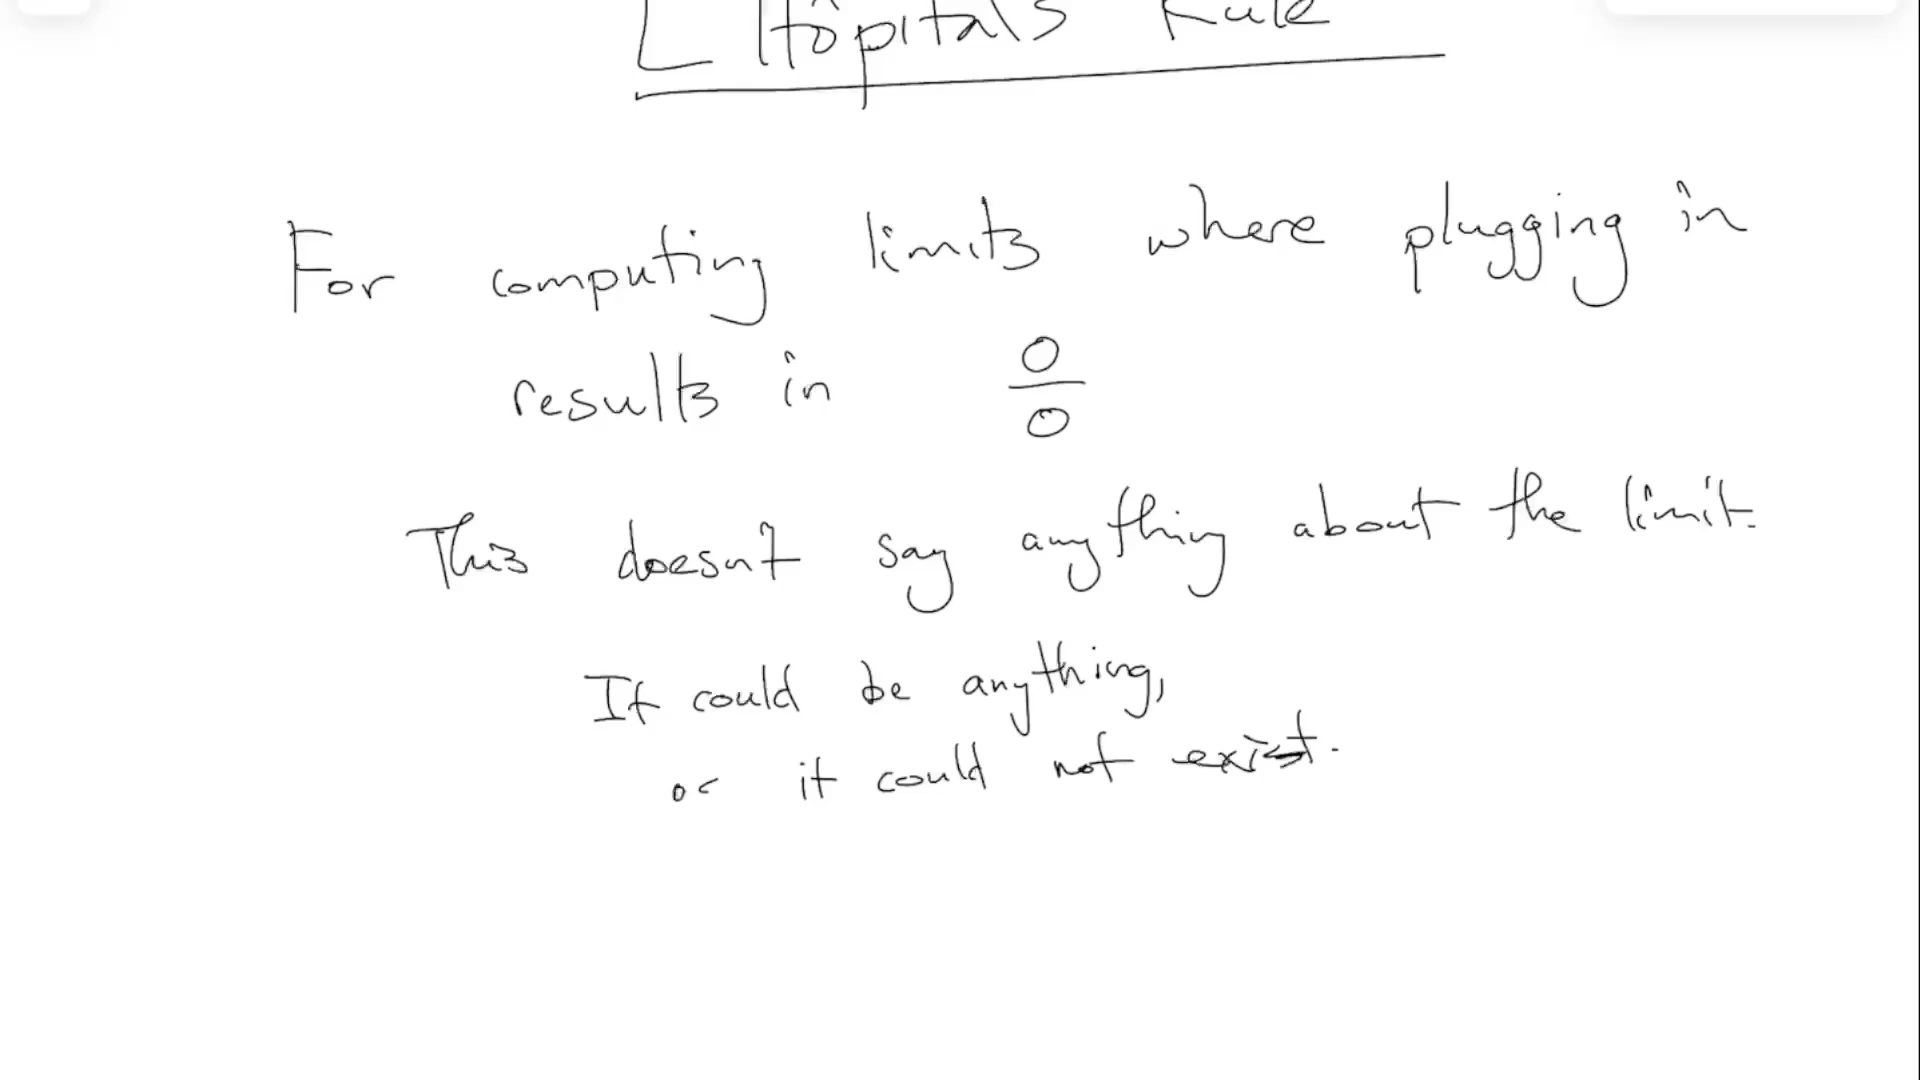 L'Hôpitals Rule
For computing limits where plugging in
results in 0/0
This doesn't say anything about the limit.
It could be anything,
or it could not exist.